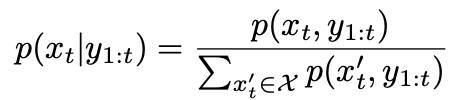 p(x_t|y_{1:t}) = \frac{p(x_t, y_{1:t})}{\sum_{x'_t \in \mathcal{X}} p(x'_t, y_{1:t})}